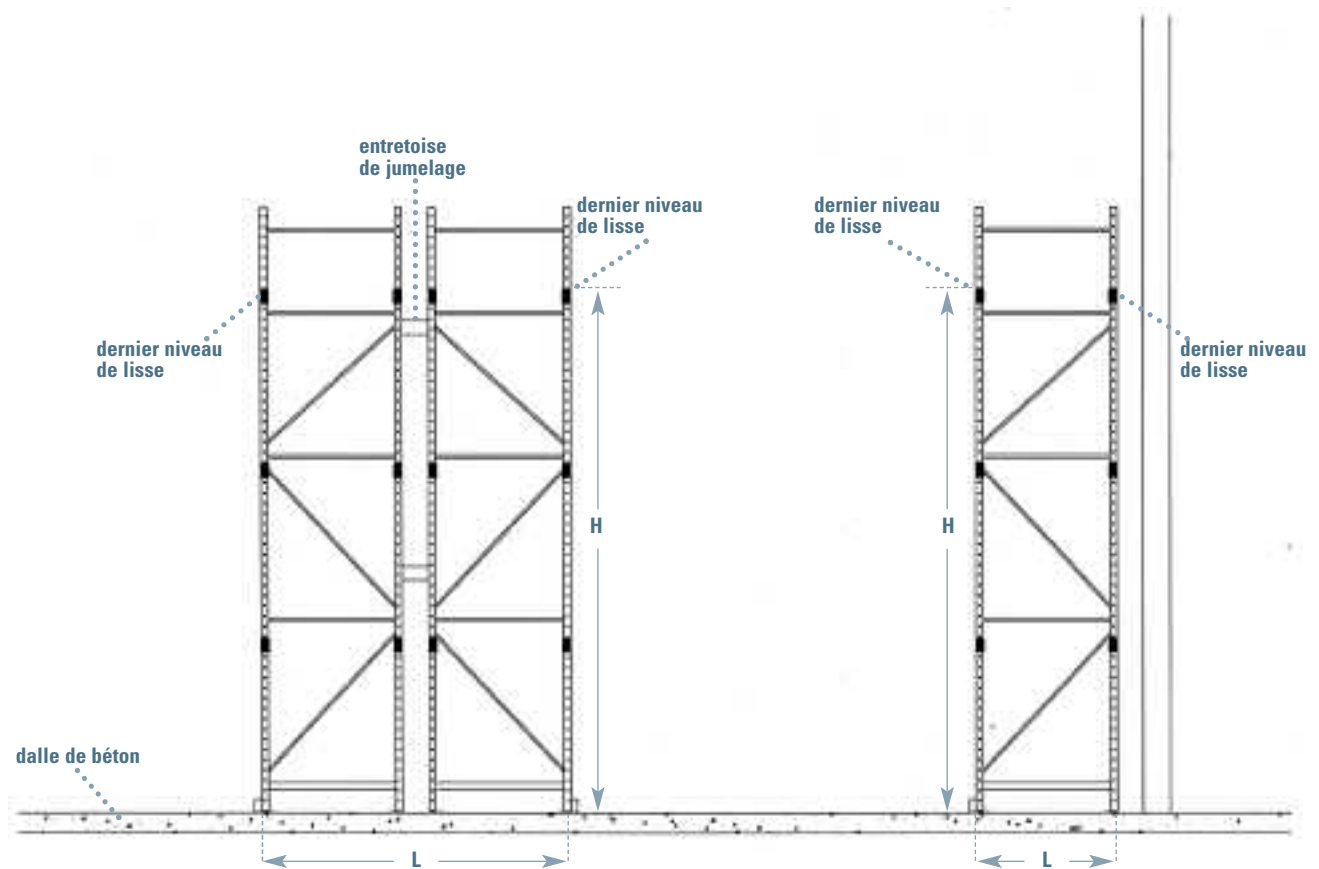 entretoise
de jumelage
dernier niveau
de lisse
dernier niveau
de lisse
dernier niveau
de lisse
dernier niveau
de lisse
H
H
dalle de béton
L
L